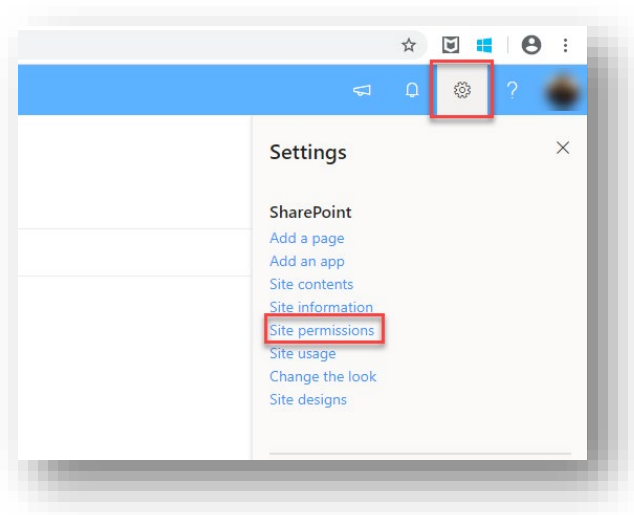 ?
Settings
SharePoint
Add a page
Add an app
Site contents
Site information
Site permissions
Site usage
Change the look
Site designs